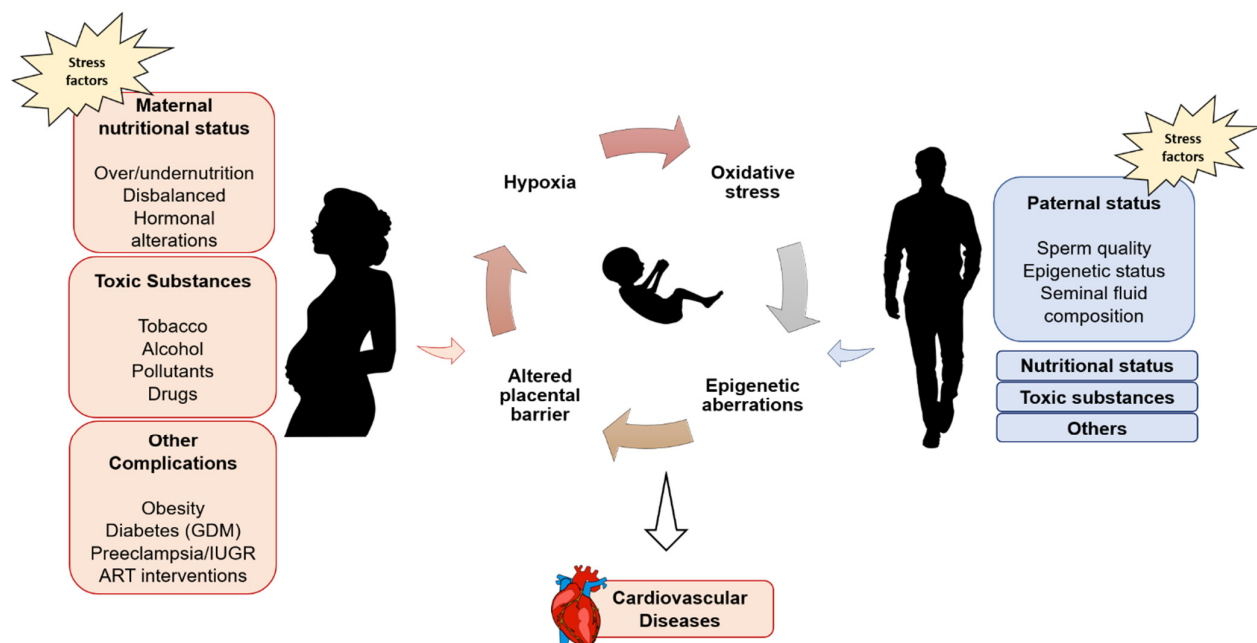 Stress
factors
Maternal
nutritional status
Over/undernutrition
Disbalanced
Hormonal
alterations
Toxic Substances
Tobacco
Alcohol
Pollutants
Drugs
Other
Complications
Obesity
Diabetes (GDM)
Preeclampsia/IUGR
ART interventions
Hypoxia
Oxidative
stress
Altered
placental
barrier
Epigenetic
aberrations
Cardiovascular
Diseases
Stress
factors
Paternal status
Sperm quality
Epigenetic status
Seminal fluid
composition
Nutritional status
Toxic substances
Others